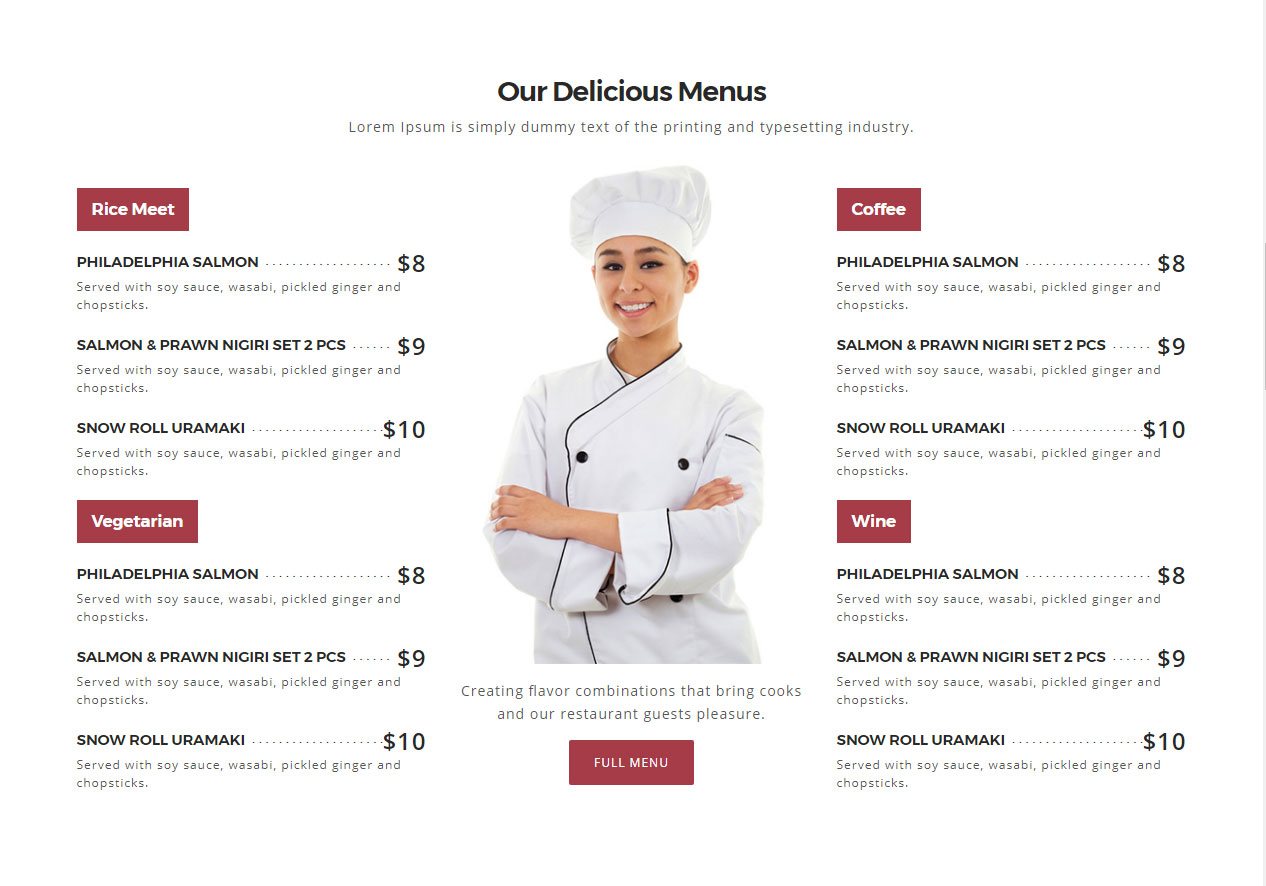 Our Delicious Menus
Lorem Ipsum is simply dummy text of the printing and typesetting industry.
Rice Meet
PHILADELPHIA SALMON ................... $8
Served with soy sauce, wasabi, pickled ginger and
chopsticks.
SALMON & PRAWN NIGIRI SET 2 PCS ...... $9
Served with soy sauce, wasabi, pickled ginger and
chopsticks.
SNOW ROLL URAMAKI ....................$10
Served with soy sauce, wasabi, pickled ginger and
chopsticks.
Vegetarian
PHILADELPHIA SALMON ................... $8
Served with soy sauce, wasabi, pickled ginger and
chopsticks.
SALMON & PRAWN NIGIRI SET 2 PCS ...... $9
Served with soy sauce, wasabi, pickled ginger and
chopsticks.
SNOW ROLL URAMAKI ....................$10
Served with soy sauce, wasabi, pickled ginger and
chopsticks.
Creating flavor combinations that bring cooks
and our restaurant guests pleasure.
FULL MENU
Coffee
PHILADELPHIA SALMON ................... $8
Served with soy sauce, wasabi, pickled ginger and
chopsticks.
SALMON & PRAWN NIGIRI SET 2 PCS ...... $9
Served with soy sauce, wasabi, pickled ginger and
chopsticks.
SNOW ROLL URAMAKI ....................$10
Served with soy sauce, wasabi, pickled ginger and
chopsticks.
Wine
PHILADELPHIA SALMON ................... $8
Served with soy sauce, wasabi, pickled ginger and
chopsticks.
SALMON & PRAWN NIGIRI SET 2 PCS ...... $9
Served with soy sauce, wasabi, pickled ginger and
chopsticks.
SNOW ROLL URAMAKI ....................$10
Served with soy sauce, wasabi, pickled ginger and
chopsticks.